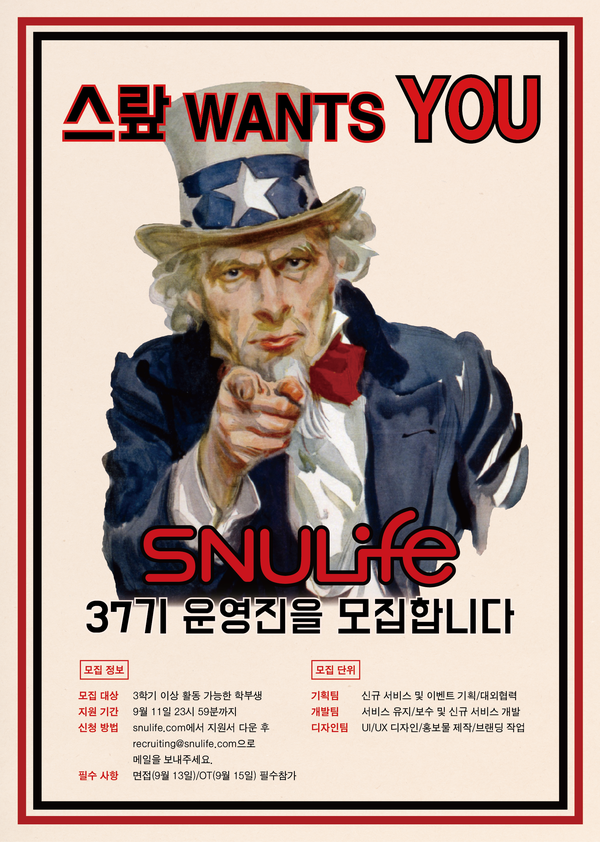 스랖 WANTS YOU
SNULife
37기 운영진을 모집합니다
모집 정보
모집 대상 3학기 이상 활동 가능한 학부생
지원 기간 9월 11일 23시 59분까지
신청 방법 snulife.com에서 지원서 다운 후
recruiting@snulife.com으로
메일을 보내주세요.
필수 사항 면접(9월 13일)/OT(9월 15일) 필수참가
모집 단위
기획팀 신규 서비스 및 이벤트 기획/대외협력
개발팀 서비스 유지/보수 및 신규 서비스 개발
디자인팀 UI/UX 디자인/홍보물 제작/브랜딩 작업